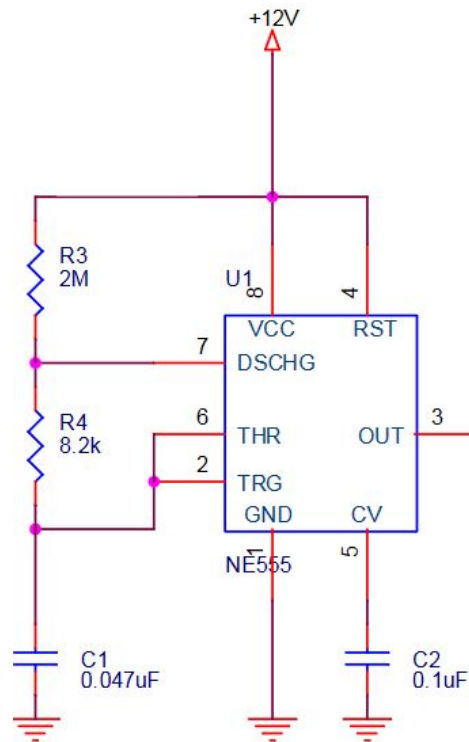 +12V
R3
2M
U1
8
4
VCC
RST
7
DSCHG
R4
8.2k
6
THR
3
OUT
2
TRG
GND
CV
1
NE555
5
C1
0.047uF
C2
0.1uF